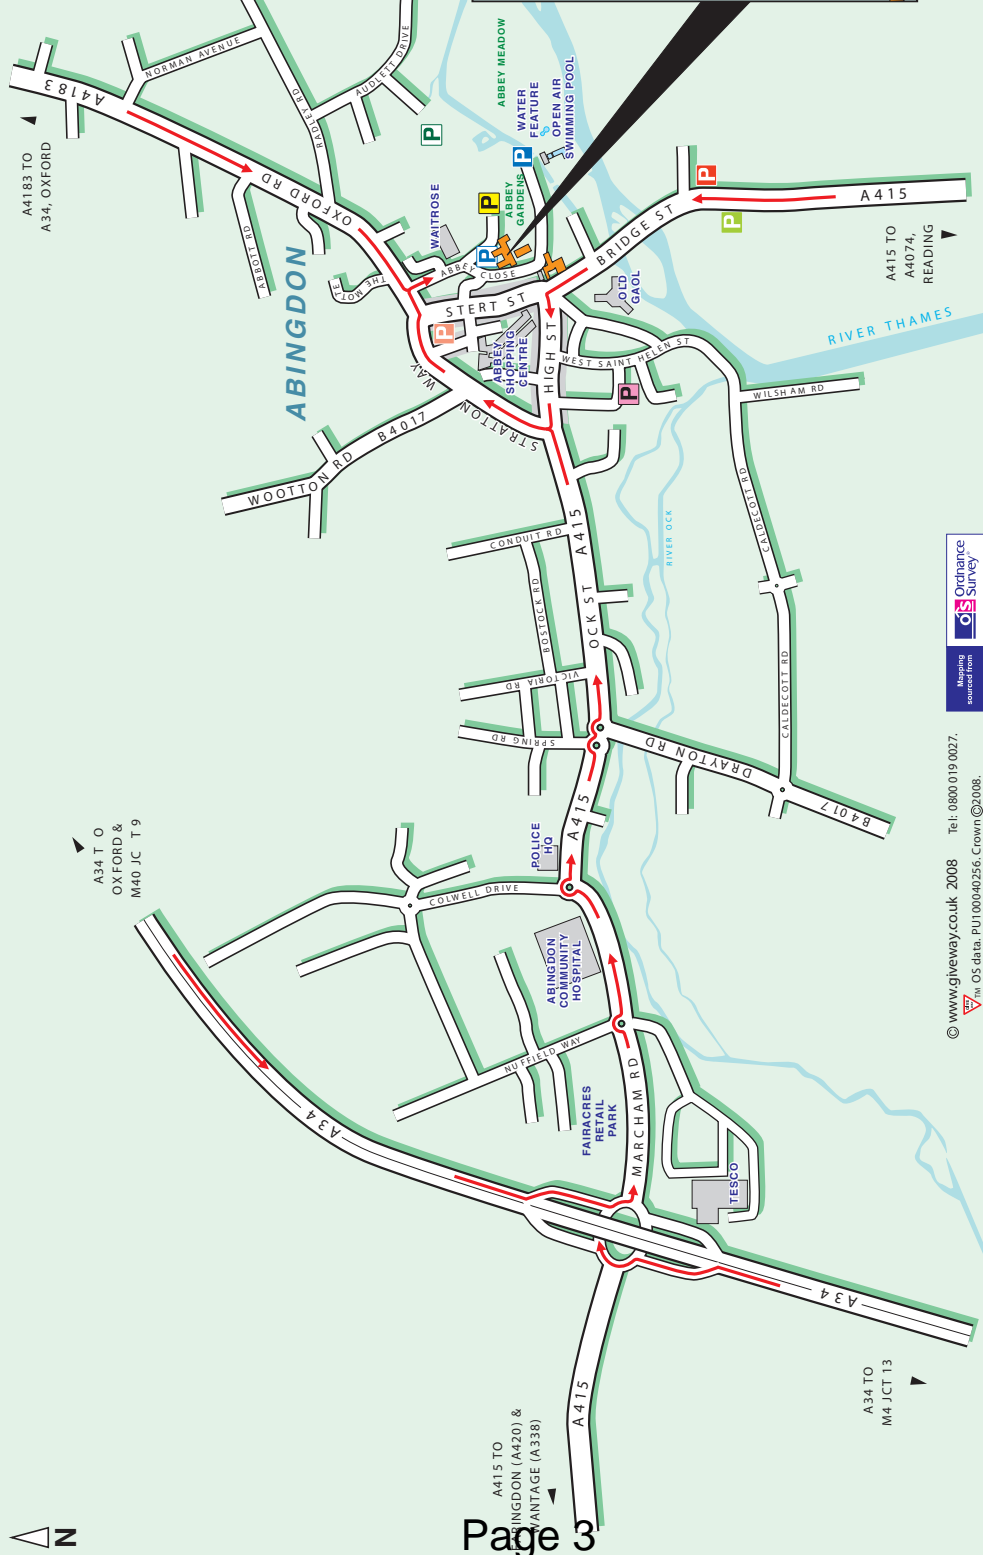 A4183 TO
A34, OXFORD
A4183
NORMAN AVENUE
RADLEY RD
AUDLETT DRIVE
OXFORD RD
ABBOTT RD
THE MOTTE
ABINGDON
WAITROSE
P
P
P
P
P
P
P
P
ABBEY MEADOW
WATER
FEATURE
OPEN AIR
SWIMMING POOL
ABBEY
GARDENS
ABBEY CLOSE
STERT ST
BRIDGE ST
OLD
GAOL
A415
A415 TO
A4074,
READING
RIVER THAMES
ABBEY
SHOPPING
CENTRE
HIGH ST
WEST SAINT HELEN ST
STRATTON
WAY
WILSHAM RD
WOOTTON RD
B4017
CONDUIT RD
A415
BOSTOCK RD
OCK ST
VICTORIA RD
SPRING RD
RIVER OCK
CALDECOTT RD
CALDECOTT RD
DRAYTON RD
B4017
A34 T O
OXFORD &
M40 JC T 9
POLICE
HQ
A415
COLWELL DRIVE
ABINGDON
COMMUNITY
HOSPITAL
NUFFIELD WAY
FAIRACRES
RETAIL
PARK
MARCHAM RD
TESCO
A34
A34
A34 TO
M4 JCT 13
A415
A415 TO
FARINGDON (A420) &
WANTAGE (A338)
N
Mapping
sourced from
OS Ordnance
Survey®
© www.giveway.co.uk 2008 Tel: 0800 019 0027.
TM OS data. PU100040256. Crown ©2008.
Page 3